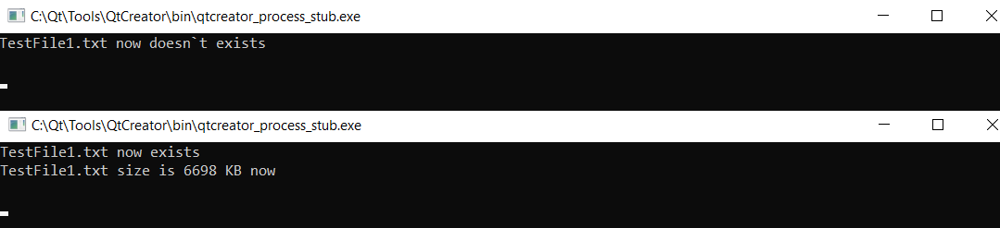 C:\Qt\Tools\QtCreator\bin\qtcreator_process_stub.exe
TestFile1.txt now doesn`t exists
C:\Qt\Tools\QtCreator\bin\qtcreator_process_stub.exe
TestFile1.txt now exists
TestFile1.txt size is 6698 KB now